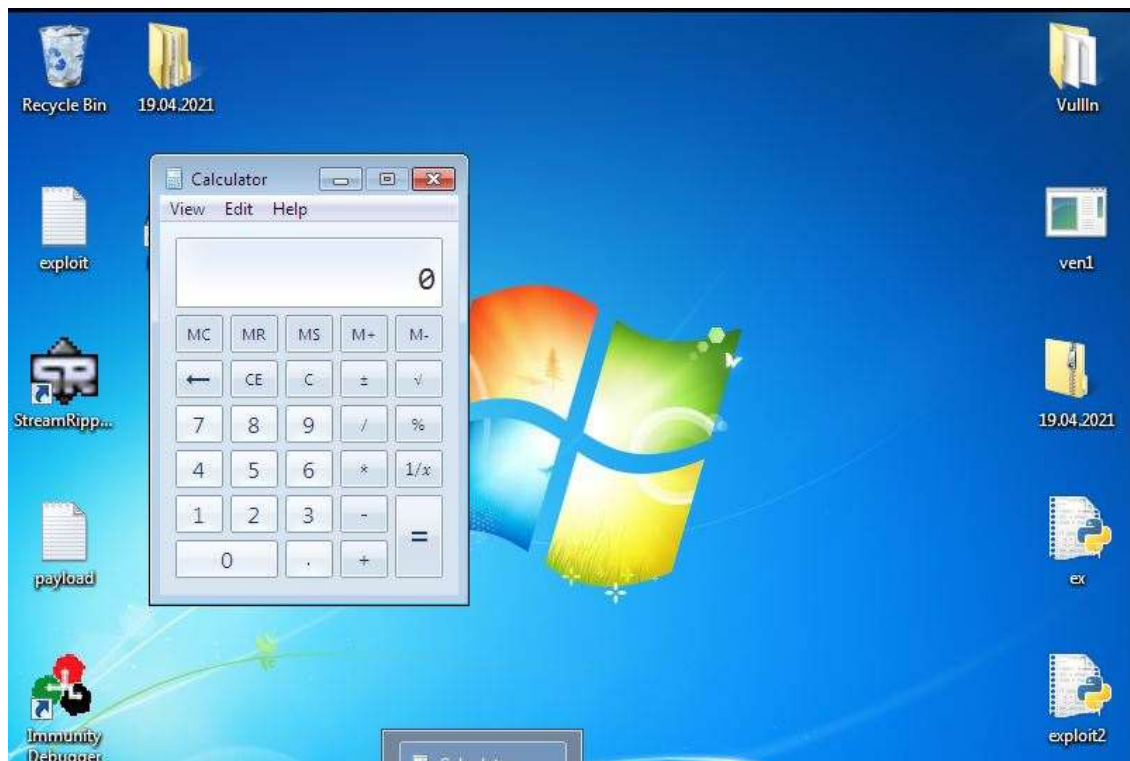 Recycle Bin
19.04.2021
exploit
StreamRipp...
payload
Immunity
Debugger
Calculator
View Edit Help
0
MC MR MS M+ M-
← CE C ± √
7 8 9 / %
4 5 6 * 1/x
1 2 3 - =
0 . +
Vullln
ven1
19.04.2021
ex
exploit2